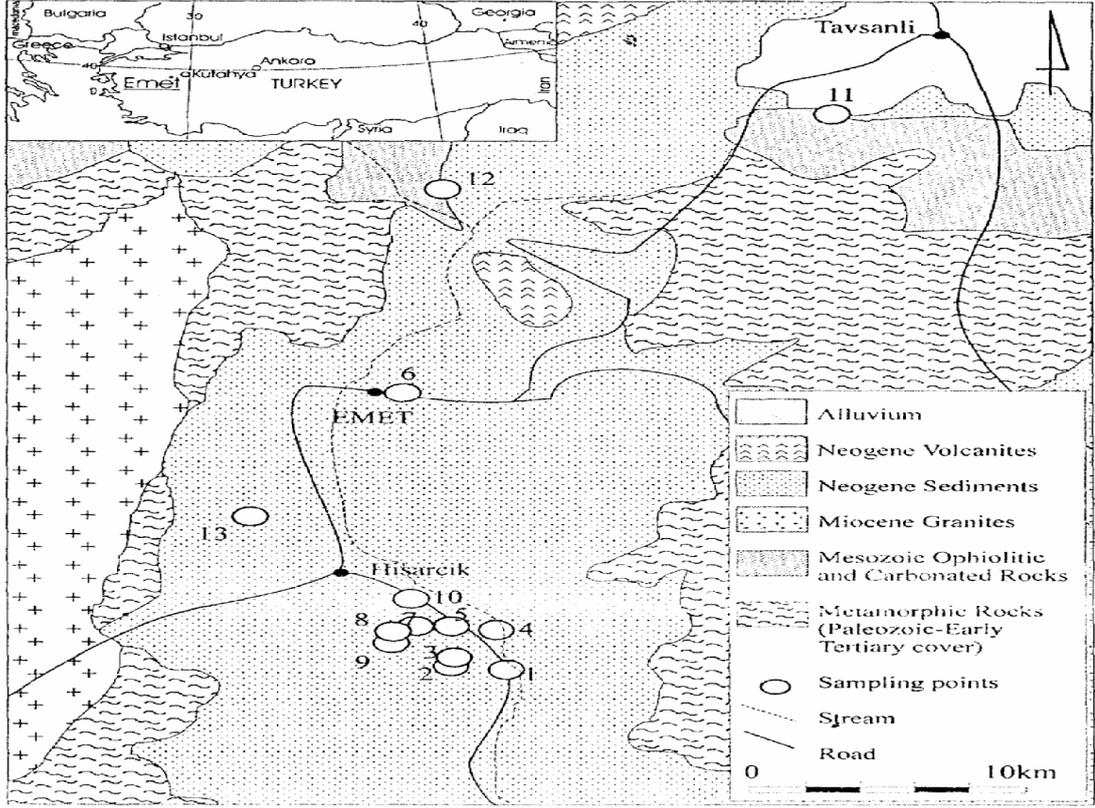 Bulgaria
30
40
Georgia
Macedonia
Greece
Istanbul
Armeni
40
Ankara
Kutahya
Emet
TURKEY
Iran
Syria
Iraq
Tavsanli
11
12
6
EMET
13
Hisarcik
10
8
7
5
4
9
3
2
1
Alluvium
Neogene Volcanites
Neogene Sediments
Miocene Granites
Mesozoic Ophiolitic
and Carbonated Rocks
Metamorphic Rocks
(Paleozoic-Early
Tertiary cover)
Sampling points
Stream
Road
0
10km